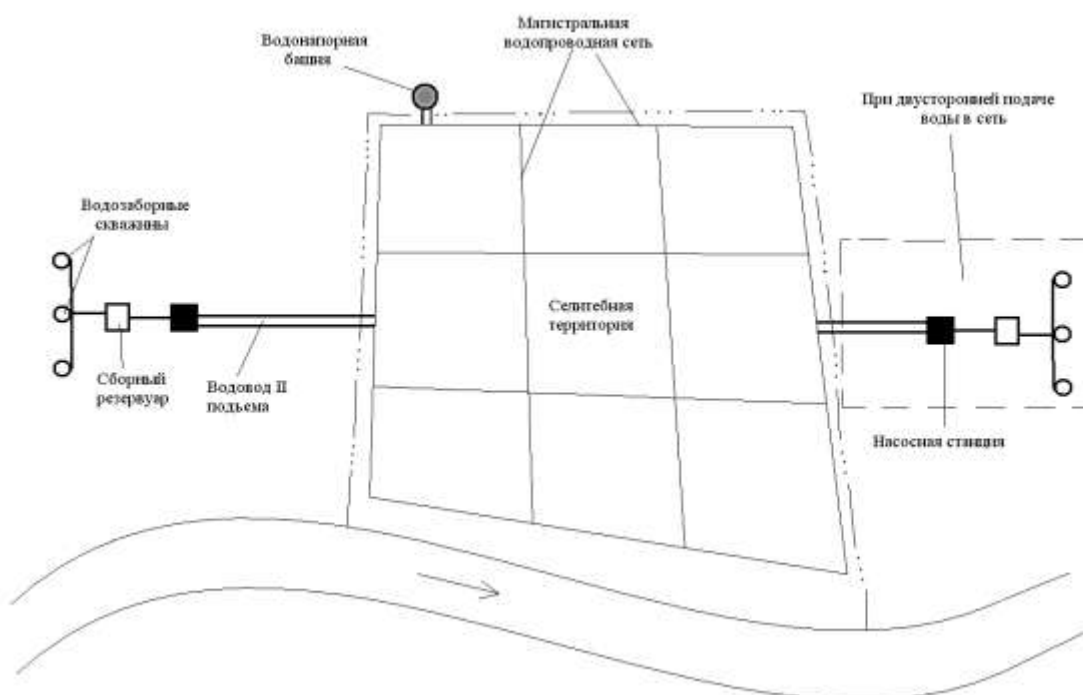 Магистральная
водопроводная сеть
Водонапорная
башня
При двусторонней подаче
воды в сеть
Водозаборные
скважины
Селитебная
территория
Сборный
резервуар
Водовод II
подъема
Насосная станция